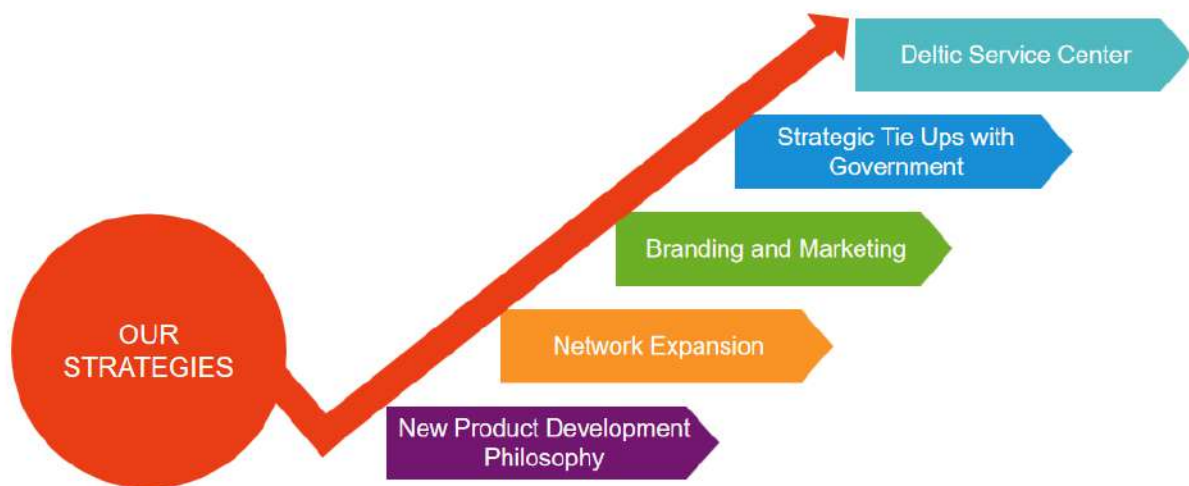 Deltic Service Center
Strategic Tie Ups with
Government
Branding and Marketing
OUR
STRATEGIES
Network Expansion
New Product Development
Philosophy